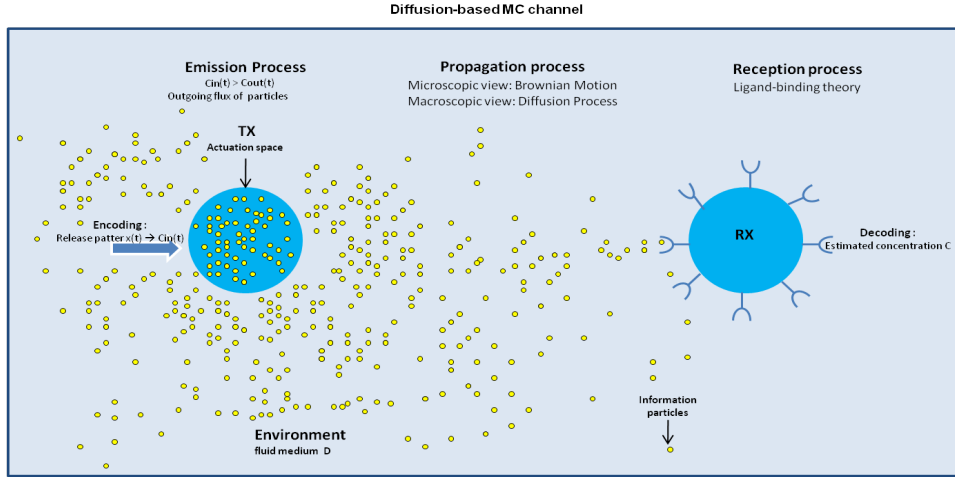 Diffusion-based MC channel
Emission Process
Cin(t) > Cout(t)
Outgoing flux of particles
Propagation process
Microscopic view: Brownian Motion
Macroscopic view: Diffusion Process
Reception process
Ligand-binding theory
TX
Actuation space
Encoding :
Release patter x(t) → Cin(t)
RX
Decoding :
Estimated concentration C
Information
particles
Environment
fluid medium D